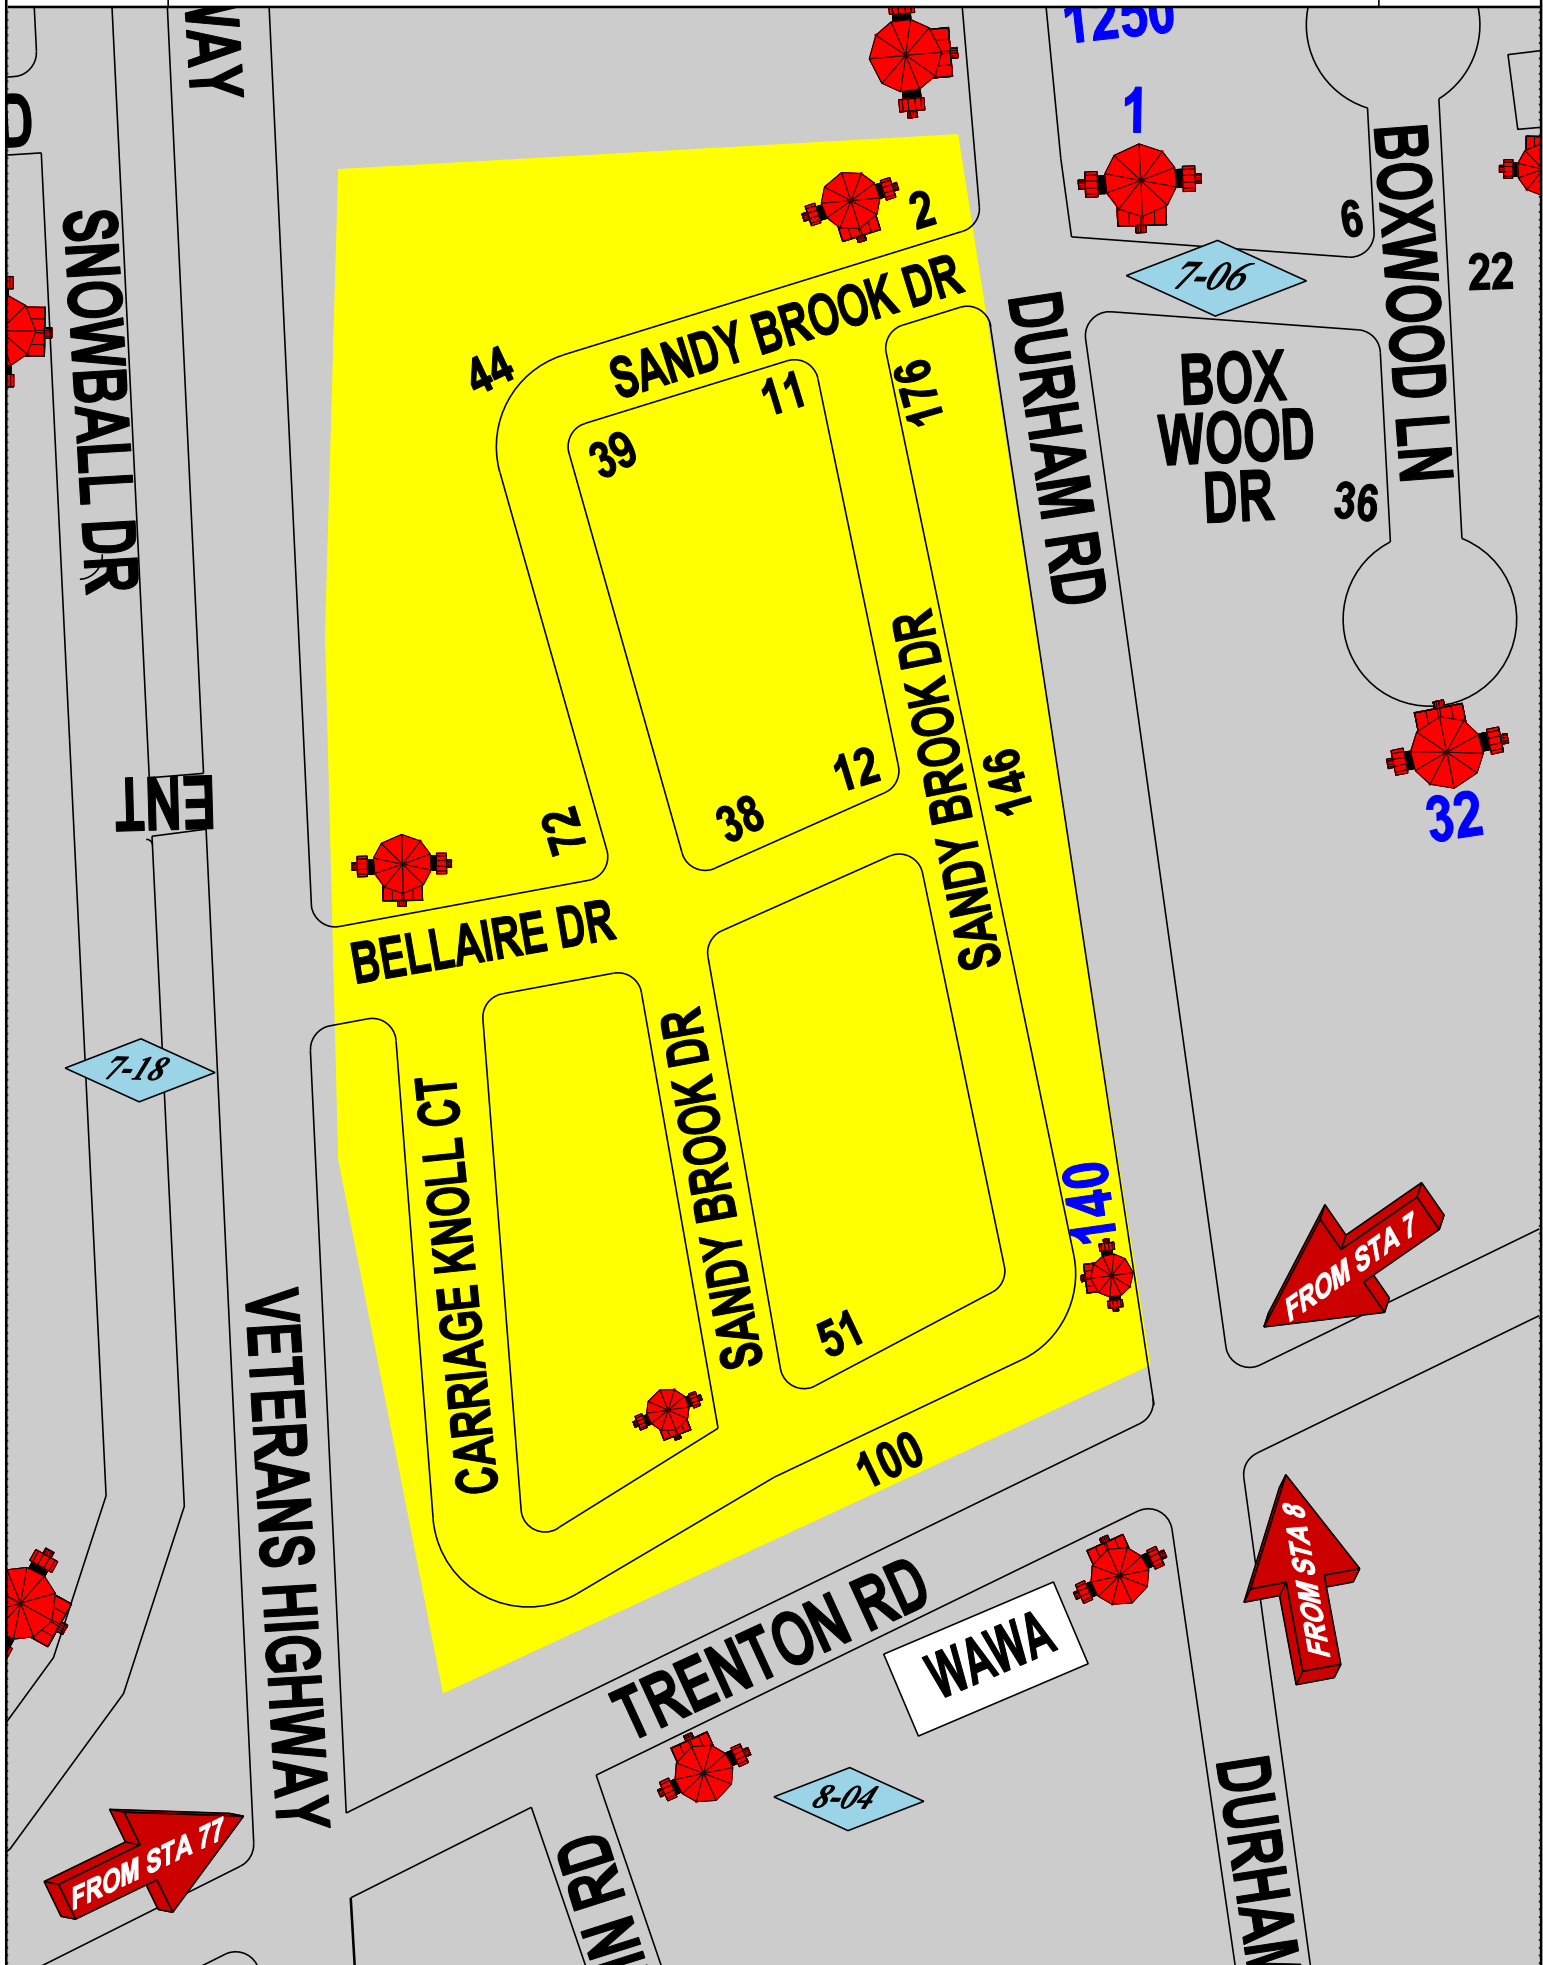 WAY
1250
1
D
SNOWBALL DR
2
6
BOXWOOD LN
22
7-06
SANDY BROOK DR
DURHAM RD
44
11
176
39
BOX
WOOD
DR
36
SANDY BROOK DR
146
12
38
72
ENT
32
BELLAIRE DR
7-18
CARRIAGE KNOLL CT
SANDY BROOK DR
140
51
100
FROM STA 7
VETERANS HIGHWAY
FROM STA 8
TRENTON RD
WAWA
8-04
FROM STA 77
NN RD
DURHAM